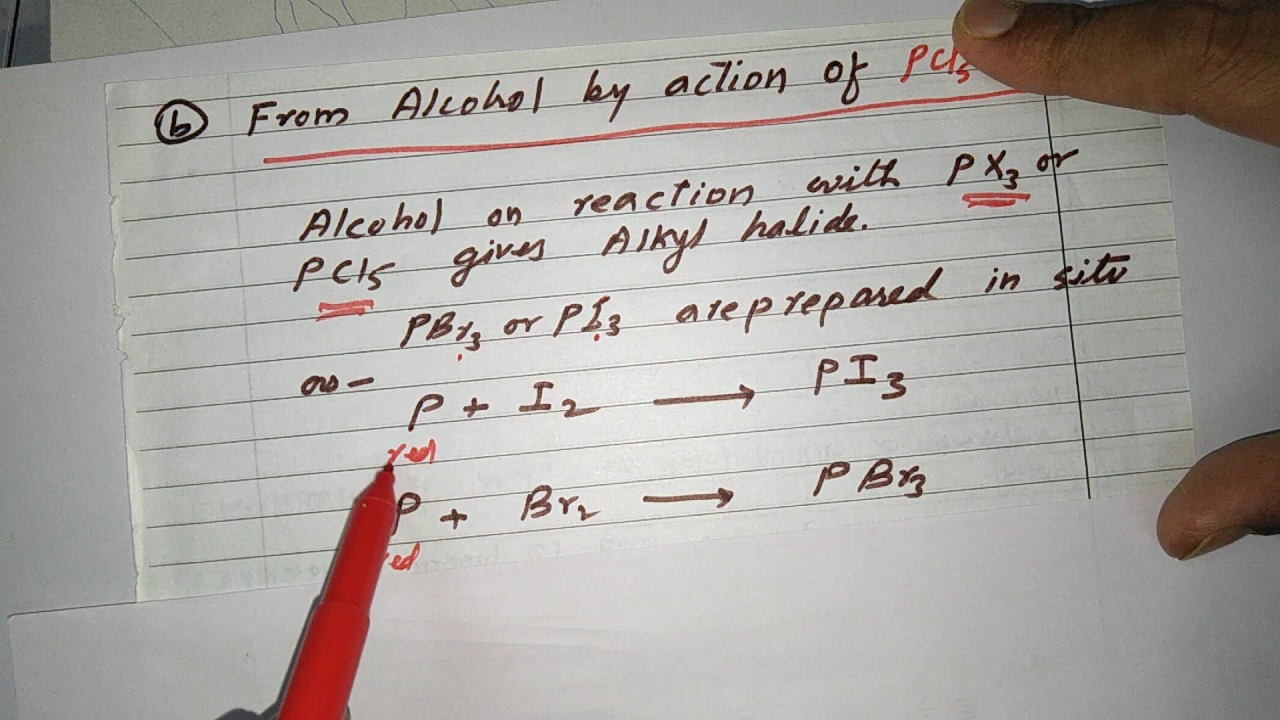 (b) From Alcohol by action of PCl5
Alcohol on reaction with PX3 or
PCl5 gives Alkyl halide.
PBr3 or PI3 are prepared in situ
as -
P + I2 ⟶ PI3
red
P + Br2 ⟶ PBr3
red